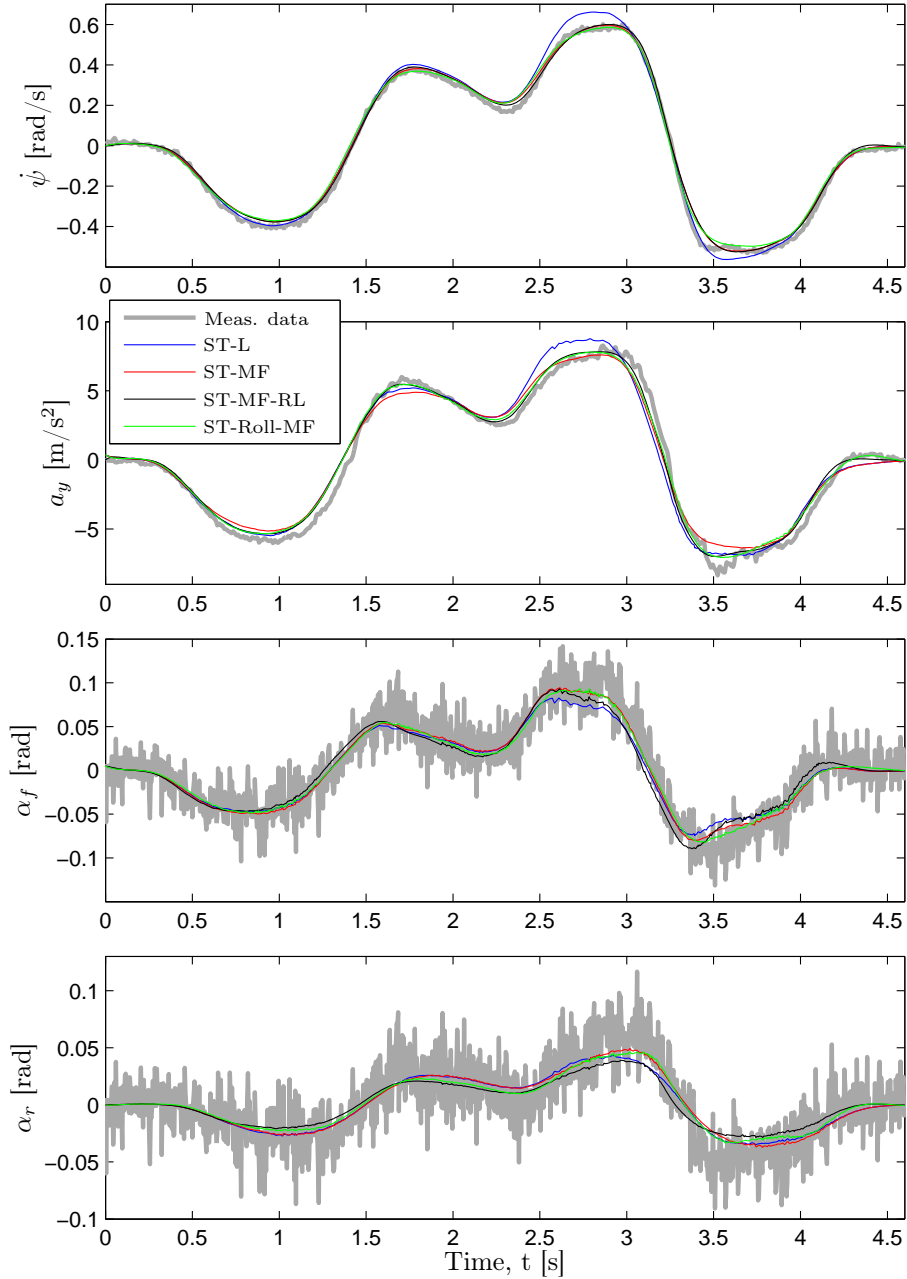 0.6
0.4
0.2
0
−0.2
−0.4
ψ̇ [rad/s]
0 0.5 1 1.5 2 2.5 3 3.5 4 4.5
10
5
0
−5
a_y [m/s²]
Meas. data
ST-L
ST-MF
ST-MF-RL
ST-Roll-MF
0 0.5 1 1.5 2 2.5 3 3.5 4 4.5
0.15
0.1
0.05
0
−0.05
−0.1
α_f [rad]
0 0.5 1 1.5 2 2.5 3 3.5 4 4.5
0.1
0.05
0
−0.05
−0.1
α_r [rad]
0 0.5 1 1.5 2 2.5 3 3.5 4 4.5
Time, t [s]